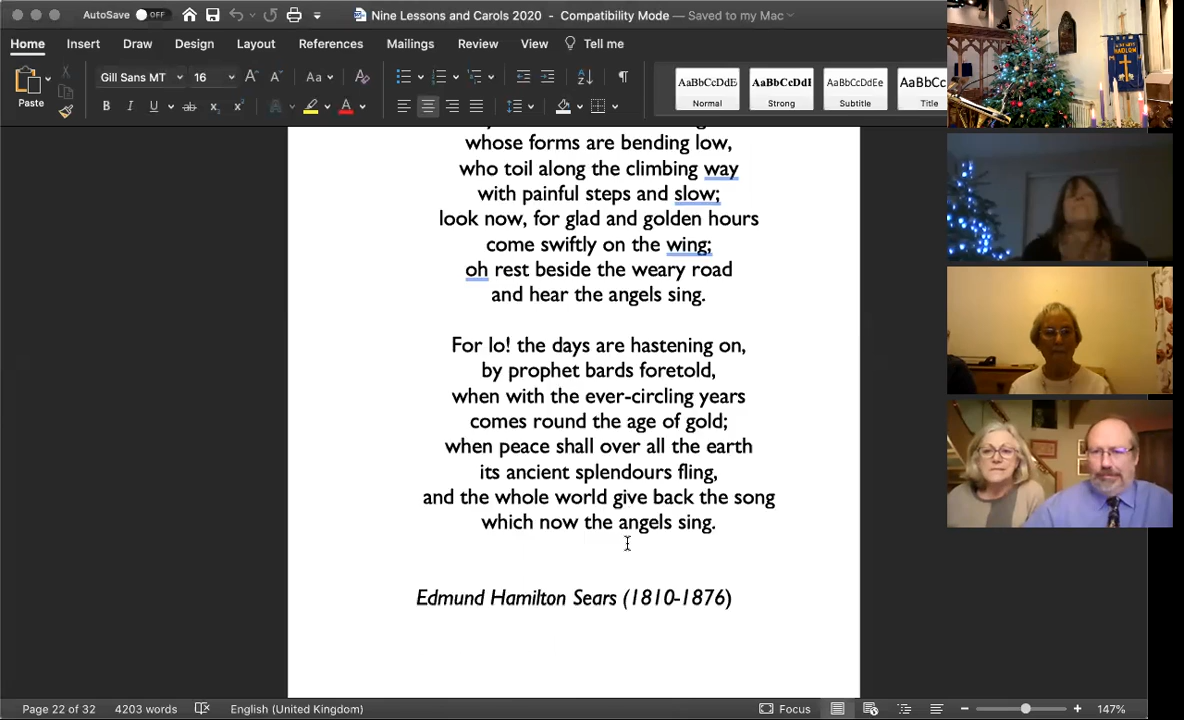 AutoSave OFF
Nine Lessons and Carols 2020 - Compatibility Mode — Saved to my Mac
Home Insert Draw Design Layout References Mailings Review View Tell me
Paste
Gill Sans MT 16
Aa
B I U ab x x A A
AaBbCcDdE AaBbCcDdI AaBbCcDdEe AaBbC
Normal Strong Subtitle Title
whose forms are bending low,
who toil along the climbing way
with painful steps and slow;
look now, for glad and golden hours
come swiftly on the wing;
oh rest beside the weary road
and hear the angels sing.
For lo! the days are hastening on,
by prophet bards foretold,
when with the ever-circling years
comes round the age of gold;
when peace shall over all the earth
its ancient splendours fling,
and the whole world give back the song
which now the angels sing.
Edmund Hamilton Sears (1810-1876)
Page 22 of 32 4203 words English (United Kingdom) Focus 147%